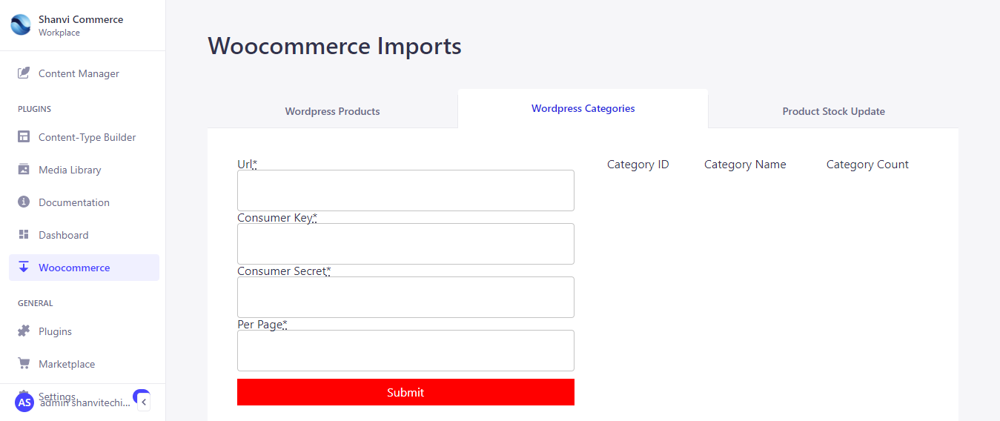 Shanvi Commerce
Workplace
Content Manager
PLUGINS
Content-Type Builder
Media Library
Documentation
Dashboard
Woocommerce
GENERAL
Plugins
Marketplace
Settings
AS admin shanvitechi...
Woocommerce Imports
Wordpress Products
Wordpress Categories
Product Stock Update
Url*
Consumer Key*
Consumer Secret*
Per Page*
Submit
Category ID
Category Name
Category Count